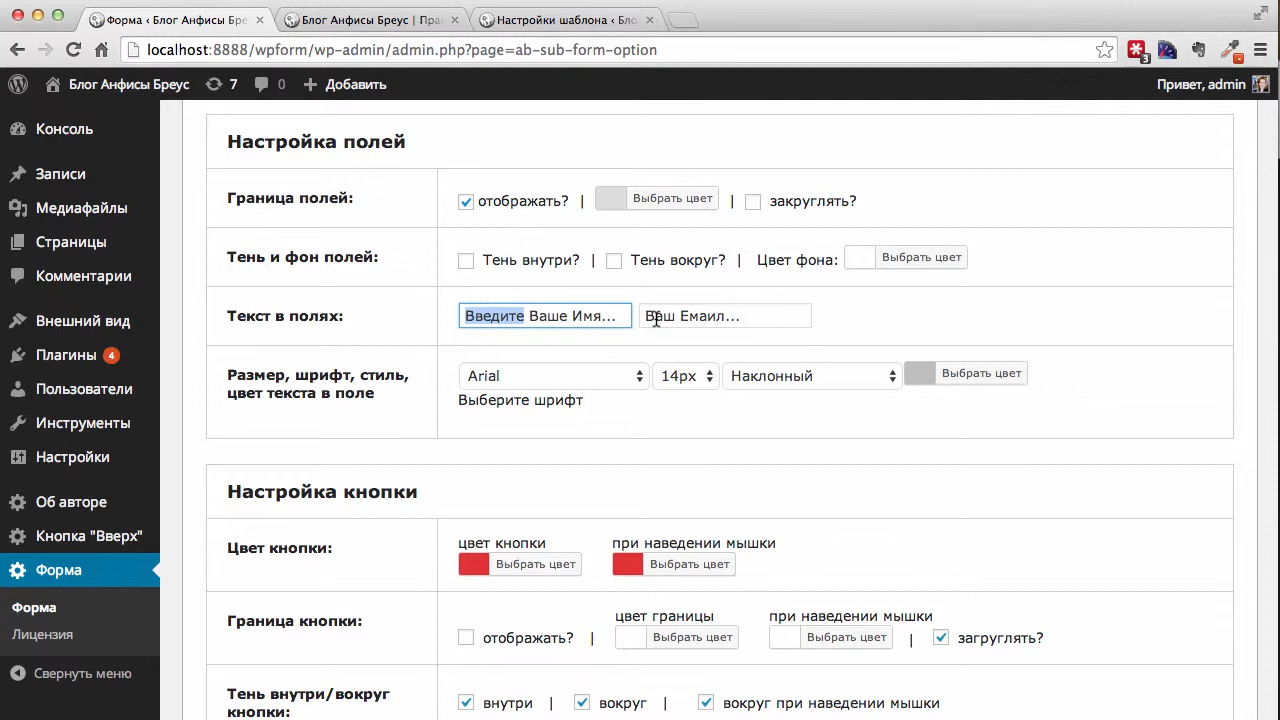 Форма ‹ Блог Анфисы Бре
Блог Анфисы Бреус | Пра
Настройки шаблона ‹ Бло
localhost:8888/wpform/wp-admin/admin.php?page=ab-sub-form-option
3
Блог Анфисы Бреус
7
0
Добавить
Привет, admin
Консоль
Записи
Медиафайлы
Страницы
Комментарии
Внешний вид
Плагины 4
Пользователи
Инструменты
Настройки
Об авторе
Кнопка "Вверх"
Форма
Форма
Лицензия
Свернуть меню
Настройка полей
Граница полей:
отображать? | Выбрать цвет | закруглять?
Тень и фон полей:
Тень внутри? | Тень вокруг? | Цвет фона: Выбрать цвет
Текст в полях:
Введите Ваше Имя... Ваш Емаил...
Размер, шрифт, стиль,
цвет текста в поле
Arial 14px Наклонный Выбрать цвет
Выберите шрифт
Настройка кнопки
Цвет кнопки:
цвет кнопки при наведении мышки
Выбрать цвет Выбрать цвет
Граница кнопки:
цвет границы при наведении мышки
отображать? | Выбрать цвет Выбрать цвет | загруглять?
Тень внутри/вокруг
кнопки:
внутри | вокруг | вокруг при наведении мышки